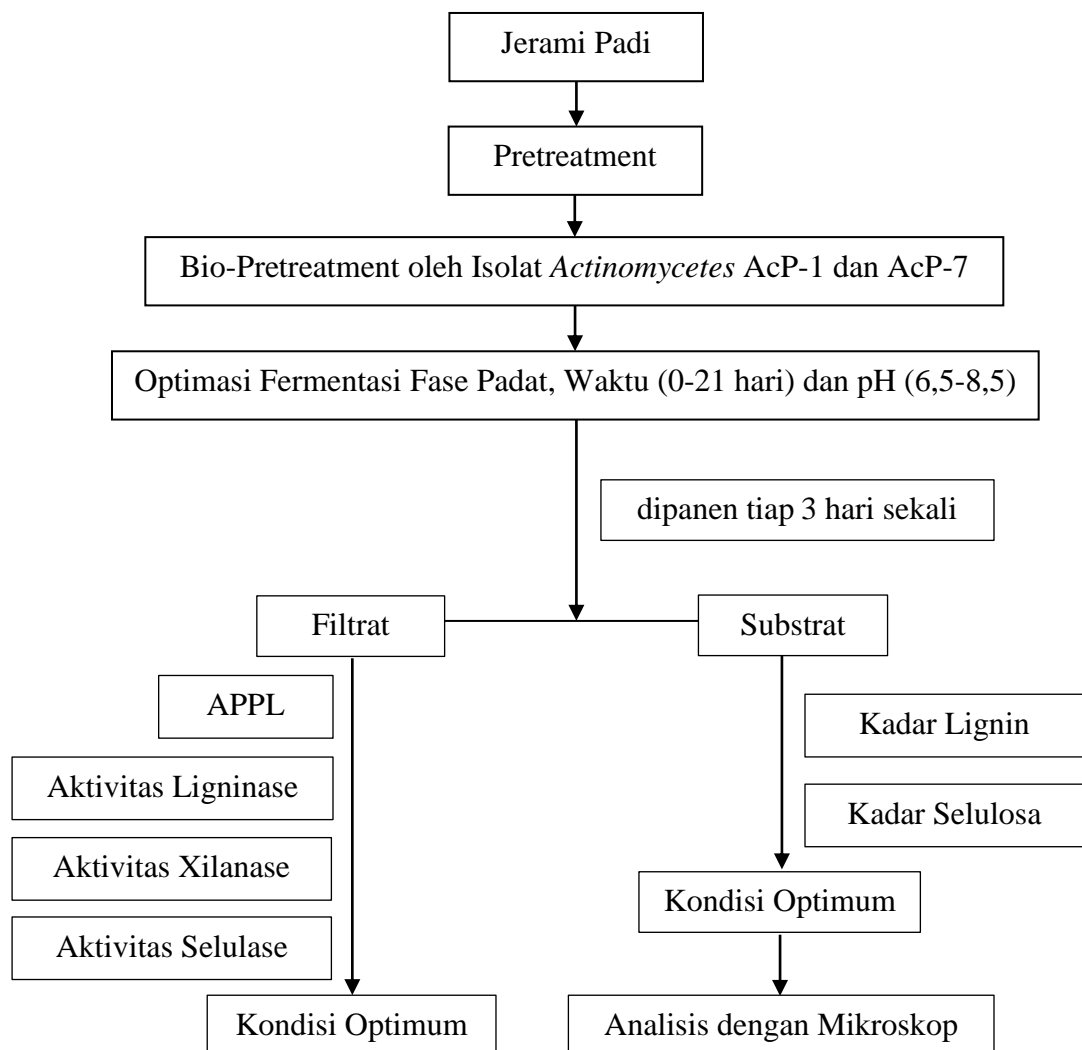 Jerami Padi
Pretreatment
Bio-Pretreatment oleh Isolat Actinomycetes AcP-1 dan AcP-7
Optimasi Fermentasi Fase Padat, Waktu (0-21 hari) dan pH (6,5-8,5)
dipanen tiap 3 hari sekali
Filtrat
Substrat
APPL
Aktivitas Ligninase
Aktivitas Xilanase
Aktivitas Selulase
Kondisi Optimum
Kadar Lignin
Kadar Selulosa
Kondisi Optimum
Analisis dengan Mikroskop